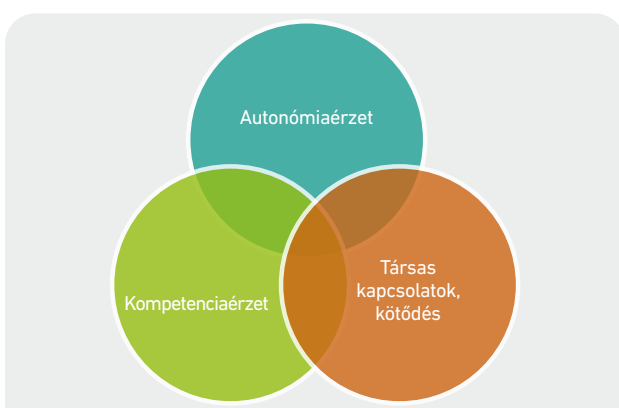 Autonómiaérzet
Kompetenciaérzet
Társas
kapcsolatok,
kötődés